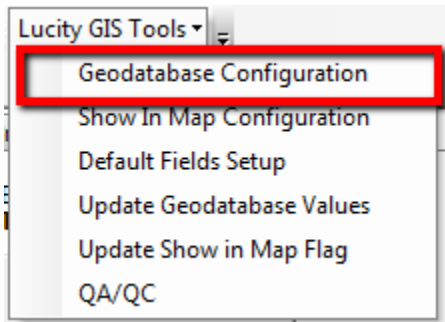 Lucity GIS Tools
Geodatabase Configuration
Show In Map Configuration
Default Fields Setup
Update Geodatabase Values
Update Show in Map Flag
QA/QC